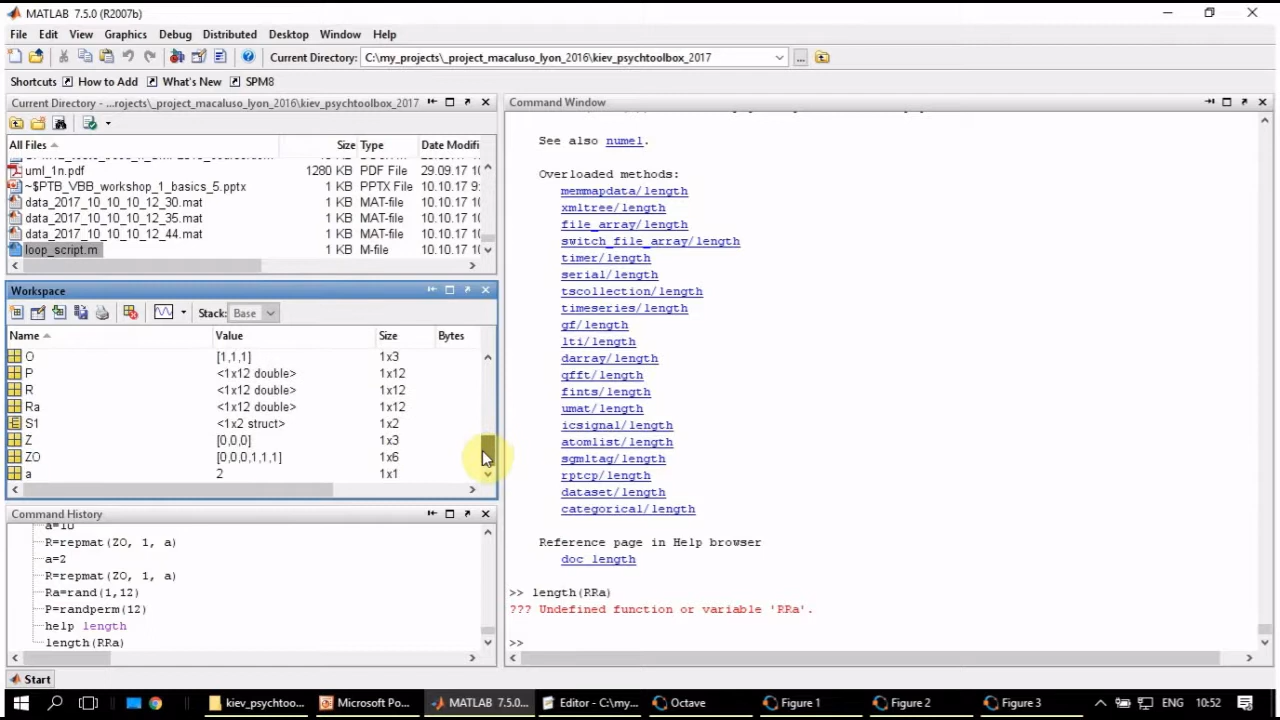 MATLAB 7.5.0 (R2007b)
File Edit View Graphics Debug Distributed Desktop Window Help
Current Directory: C:\my_projects\_project_macaluso_lyon_2016\kiev_psychtoolbox_2017
Shortcuts How to Add What's New SPM8
Current Directory - ...rojects\_project_macaluso_lyon_2016\kiev_psychtoolbox_2017
All Files Size Type Date Modifi
uml_1n.pdf 1280 KB PDF File 29.09.17 10
~$PTB_VBB_workshop_1_basics_5.pptx 1 KB PPTX File 10.10.17 9:
data_2017_10_10_10_12_30.mat 1 KB MAT-file 10.10.17 10
data_2017_10_10_10_12_35.mat 1 KB MAT-file 10.10.17 10
data_2017_10_10_10_12_44.mat 1 KB MAT-file 10.10.17 10
loop_script.m 1 KB M-file 10.10.17 10
Workspace
Stack: Base
Name Value Size Bytes
O [1,1,1] 1x3
P <1x12 double> 1x12
R <1x12 double> 1x12
Ra <1x12 double> 1x12
S1 <1x2 struct> 1x2
Z [0,0,0] 1x3
ZO [0,0,0,1,1,1] 1x6
a 2 1x1
Command History
a=10
R=repmat(ZO, 1, a)
a=2
R=repmat(ZO, 1, a)
Ra=rand(1,12)
P=randperm(12)
help length
length(RRa)
Command Window
See also numel.
Overloaded methods:
memmapdata/length
xmltree/length
file_array/length
switch_file_array/length
timer/length
serial/length
tscollection/length
timeseries/length
gf/length
lti/length
darray/length
qfft/length
fints/length
umat/length
icsignal/length
atomlist/length
sgmltag/length
rptcp/length
dataset/length
categorical/length
Reference page in Help browser
doc length
>> length(RRa)
??? Undefined function or variable 'RRa'.
>>
Start
kiev_psychtoo... Microsoft Po... MATLAB 7.5.0... Editor - C:\my... Octave Figure 1 Figure 2 Figure 3 ENG 10:52